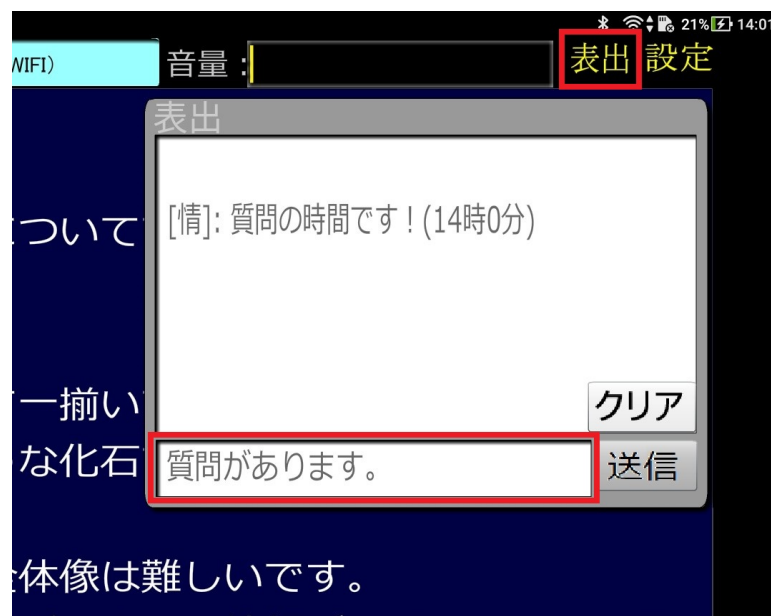 21% 14:01
WIFI)
音量:
表出 設定
表出
ついて
[情]: 質問の時間です!(14時0分)
一揃い
クリア
な化石
質問があります。
送信
体像は難しいです。